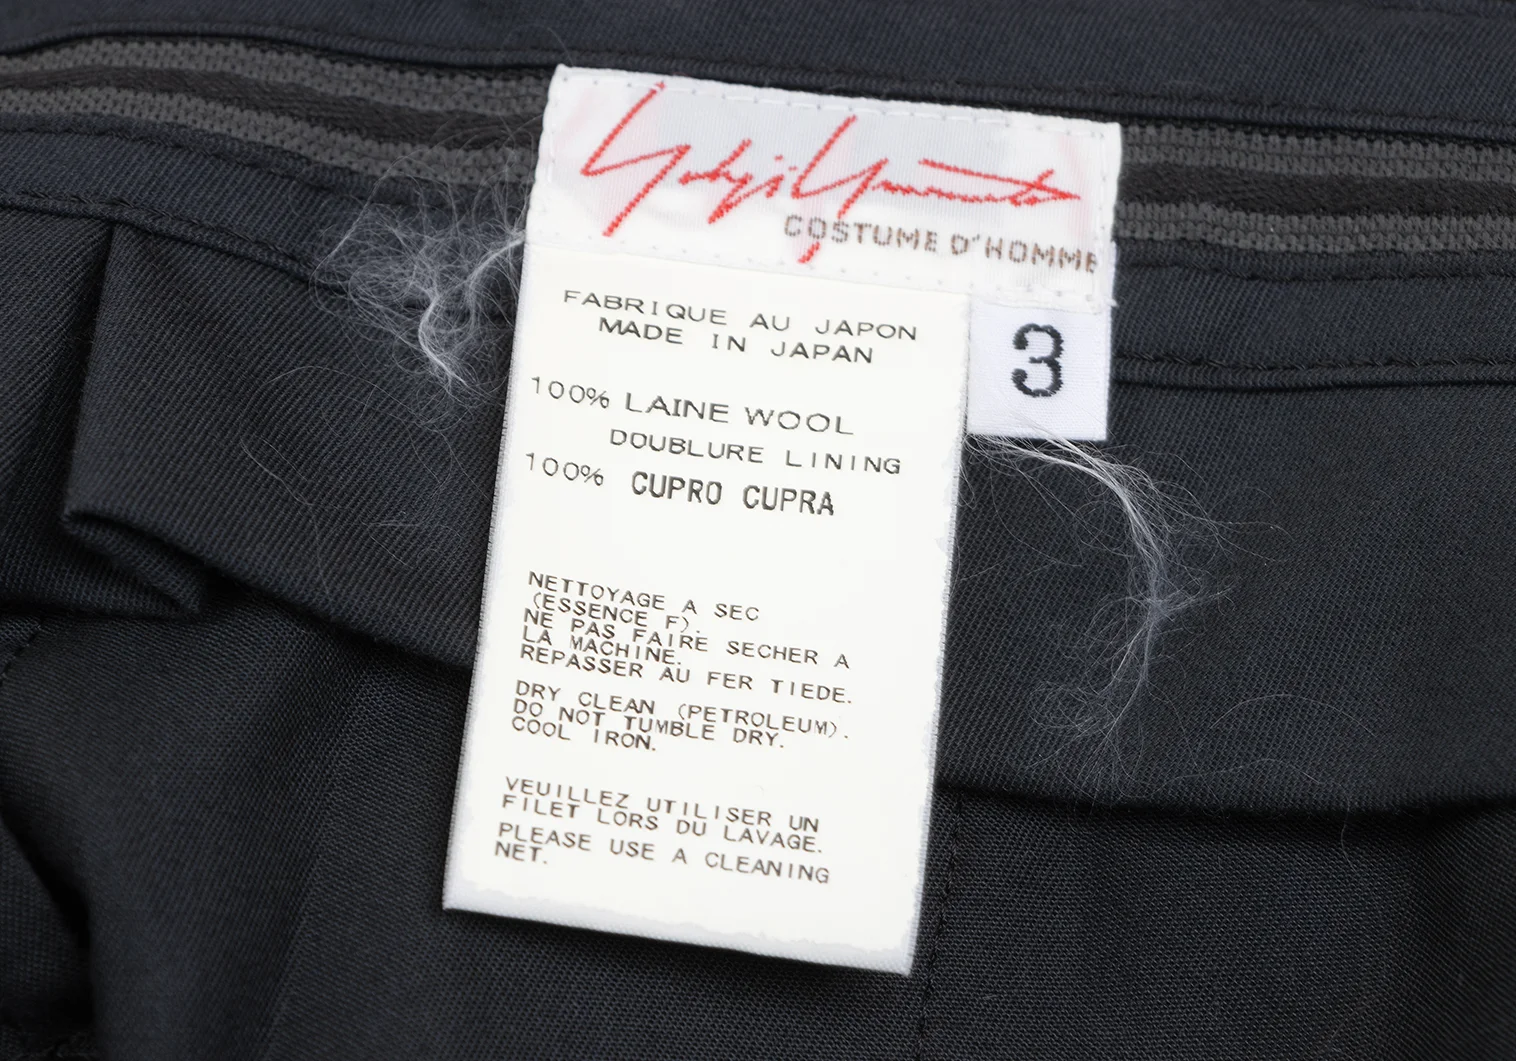 Yohji Yamamoto
COSTUME D'HOMME
3
FABRIQUE AU JAPON
MADE IN JAPAN
100% LAINE WOOL
DOUBLURE LINING
100% CUPRO CUPRA
NETTOYAGE A SEC
(ESSENCE F).
NE PAS FAIRE SECHER A
LA MACHINE.
REPASSER AU FER TIEDE.
DRY CLEAN (PETROLEUM).
DO NOT TUMBLE DRY.
COOL IRON.
VEUILLEZ UTILISER UN
FILET LORS DU LAVAGE.
PLEASE USE A CLEANING
NET.